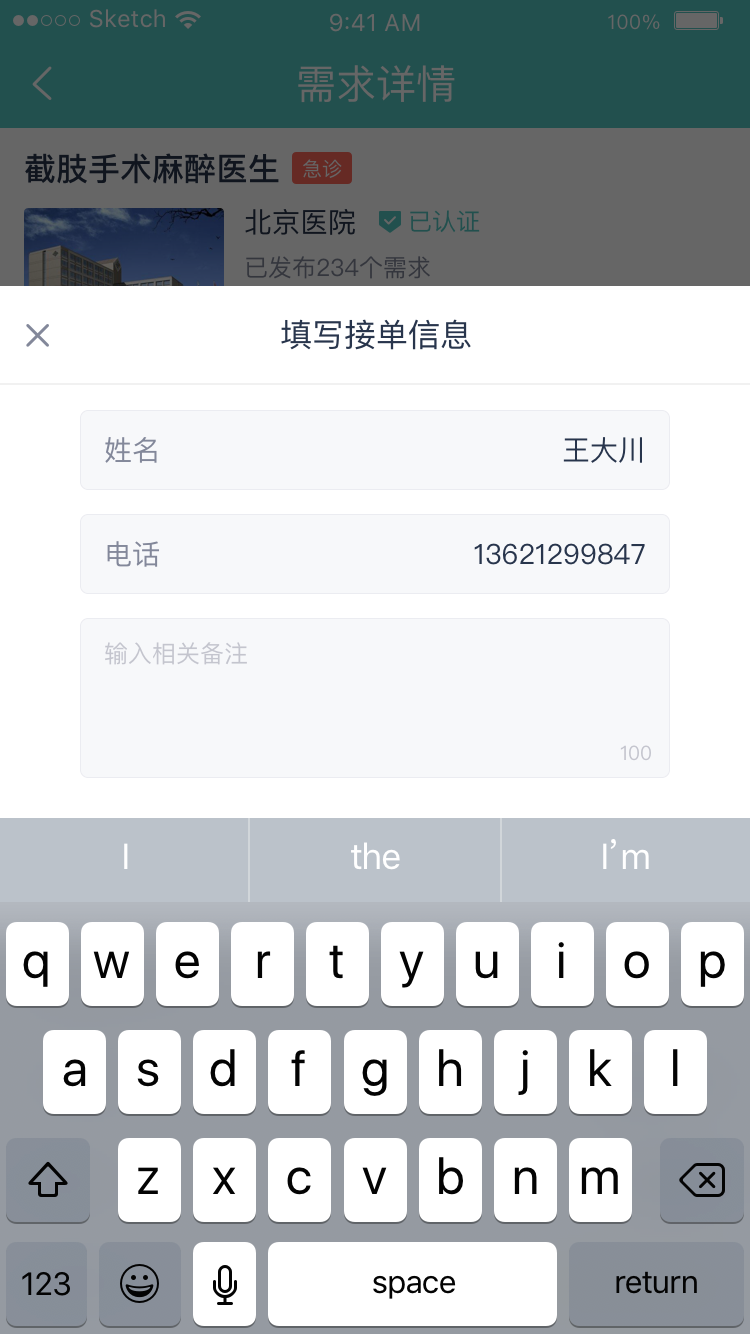 Sketch 9:41 AM 100%
需求详情
截肢手术麻醉医生 急诊
北京医院 已认证
已发布234个需求
填写接单信息
姓名 王大川
电话 13621299847
输入相关备注
100
I the I'm
q w e r t y u i o p
a s d f g h j k l
z x c v b n m
123 space return